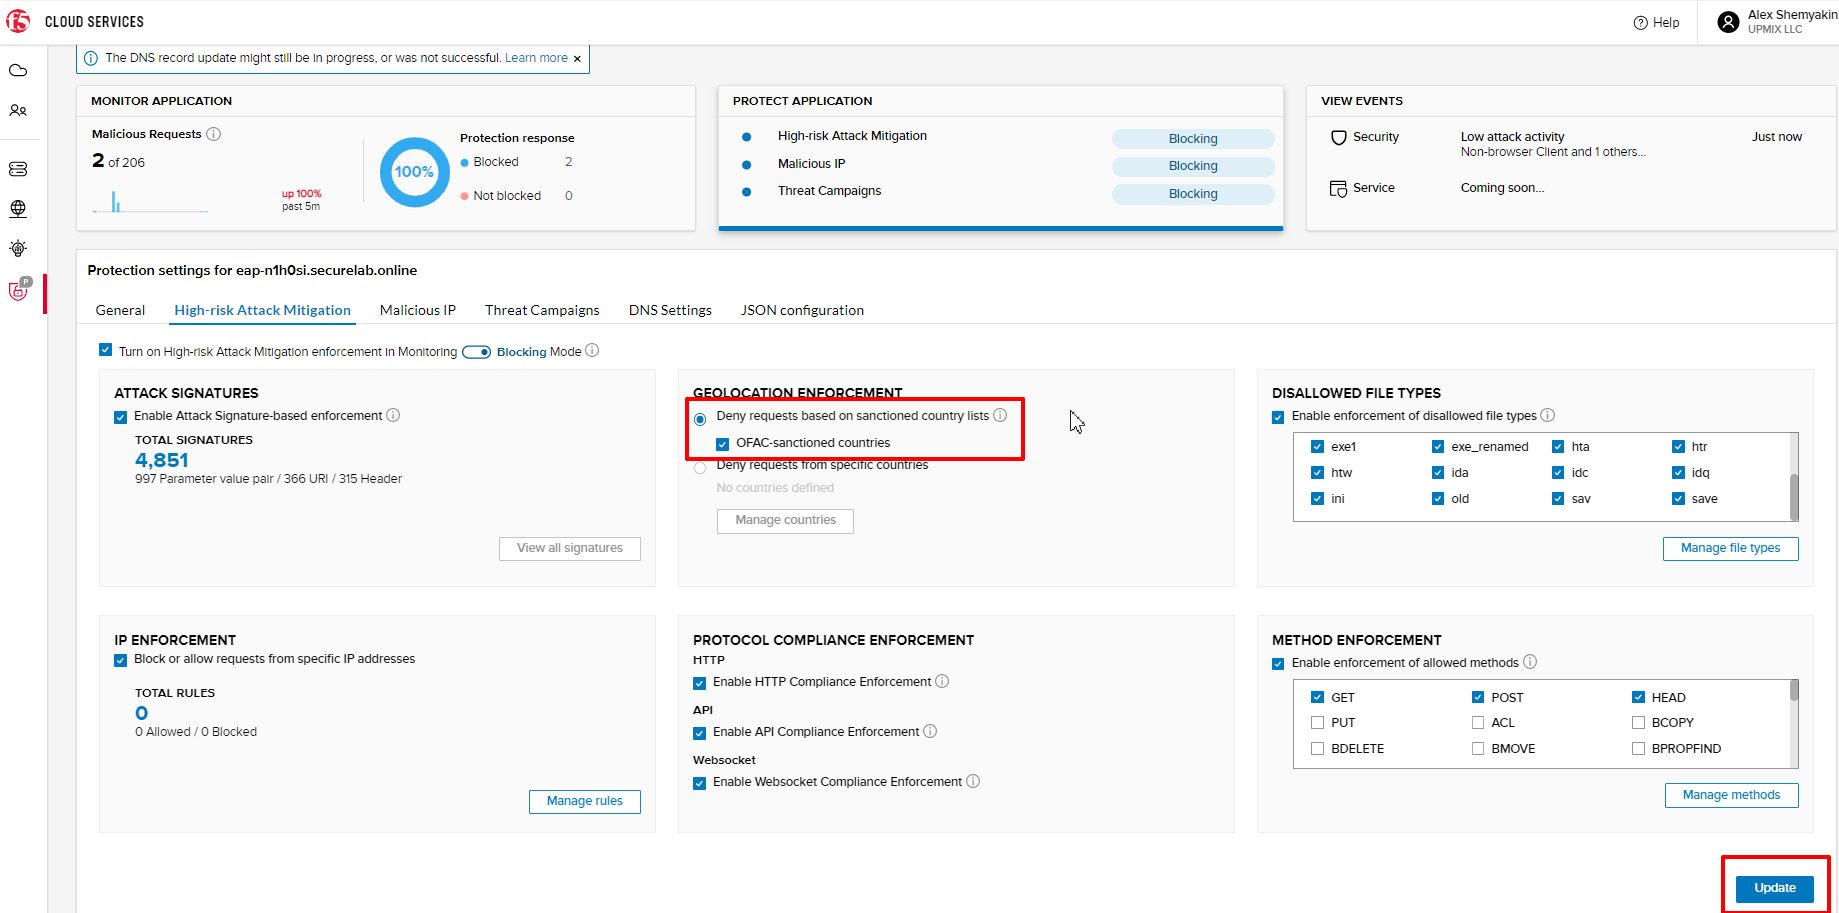 f5 CLOUD SERVICES
Help
Alex Shemyakin
UPMIX LLC
The DNS record update might still be in progress, or was not successful. Learn more ×
P
MONITOR APPLICATION
Malicious Requests
2 of 206
up 100%
past 5m
100%
Protection response
Blocked 2
Not blocked 0
PROTECT APPLICATION
High-risk Attack Mitigation Blocking
Malicious IP Blocking
Threat Campaigns Blocking
VIEW EVENTS
Security Low attack activity Just now
Non-browser Client and 1 others...
Service Coming soon...
Protection settings for eap-n1h0si.securelab.online
General High-risk Attack Mitigation Malicious IP Threat Campaigns DNS Settings JSON configuration
Turn on High-risk Attack Mitigation enforcement in Monitoring Blocking Mode
ATTACK SIGNATURES
Enable Attack Signature-based enforcement
TOTAL SIGNATURES
4,851
997 Parameter value pair / 366 URI / 315 Header
View all signatures
GEOLOCATION ENFORCEMENT
Deny requests based on sanctioned country lists
OFAC-sanctioned countries
Deny requests from specific countries
No countries defined
Manage countries
DISALLOWED FILE TYPES
Enable enforcement of disallowed file types
exe1 exe_renamed hta htr
htw ida idc idq
ini old sav save
Manage file types
IP ENFORCEMENT
Block or allow requests from specific IP addresses
TOTAL RULES
0
0 Allowed / 0 Blocked
Manage rules
PROTOCOL COMPLIANCE ENFORCEMENT
HTTP
Enable HTTP Compliance Enforcement
API
Enable API Compliance Enforcement
Websocket
Enable Websocket Compliance Enforcement
METHOD ENFORCEMENT
Enable enforcement of allowed methods
GET POST HEAD
PUT ACL BCOPY
BDELETE BMOVE BPROPFIND
Manage methods
Update